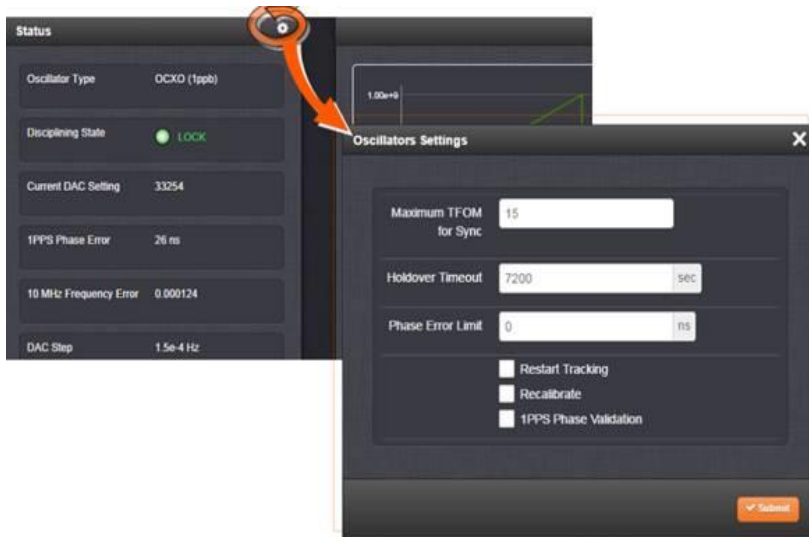 Status
Oscillator Type OCXO (1ppb)
Disciplining State LOCK
Current DAC Setting 33254
1PPS Phase Error 26 ns
10 MHz Frequency Error 0.000124
DAC Step 1.5e-4 Hz
1.00e+9
Oscillators Settings
Maximum TFOM
for Sync
15
Holdover Timeout 7200 sec
Phase Error Limit 0 ns
Restart Tracking
Recalibrate
1PPS Phase Validation
Submit